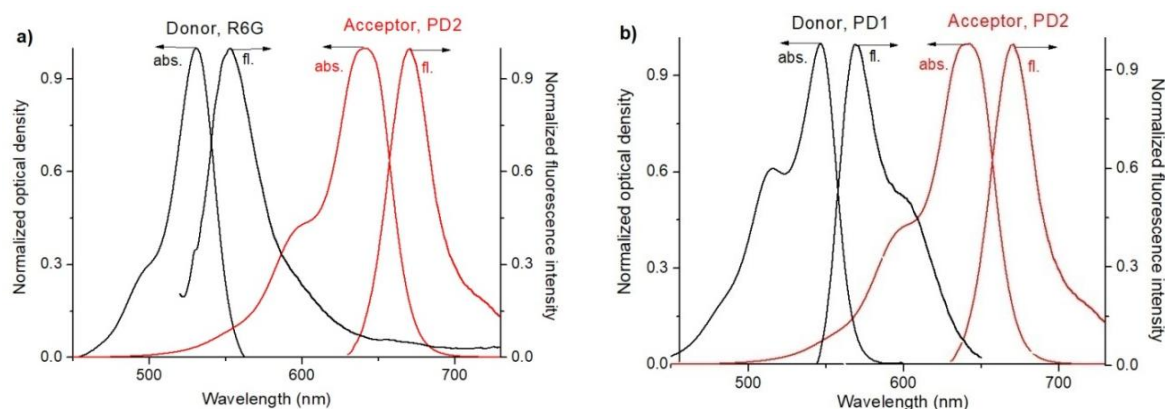 a)
Donor, R6G
Acceptor, PD2
abs.
fl.
abs.
fl.
0.9
0.6
0.3
0.0
Normalized optical density
0.9
0.6
0.3
0.0
Normalized fluorescence intensity
500
600
700
Wavelength (nm)
b)
Donor, PD1
Acceptor, PD2
abs.
fl.
abs.
fl.
0.9
0.6
0.3
0.0
Normalized optical density
0.9
0.6
0.3
0.0
Normalized fluorescence intensity
500
600
700
Wavelength (nm)